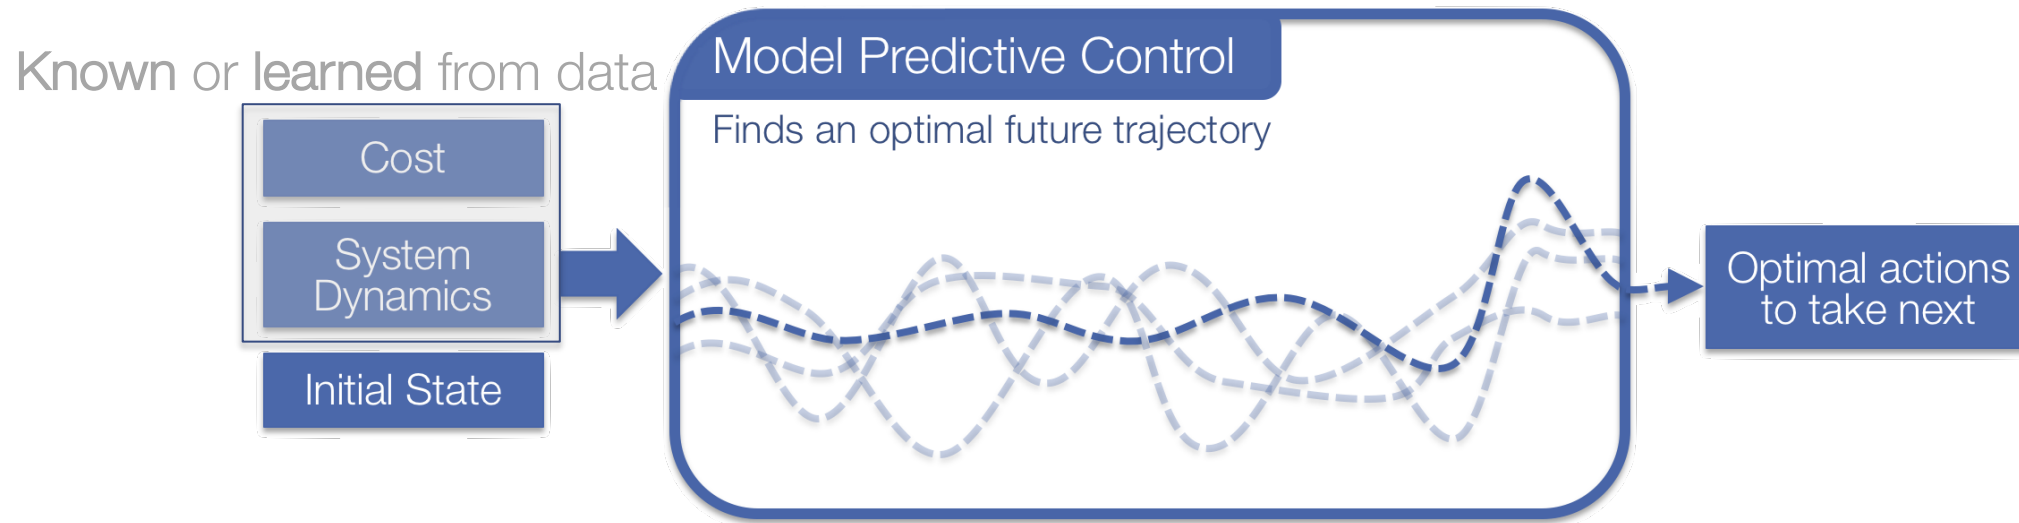 Known or learned from data
Cost
System
Dynamics
Initial State
Model Predictive Control
Finds an optimal future trajectory
Optimal actions
to take next